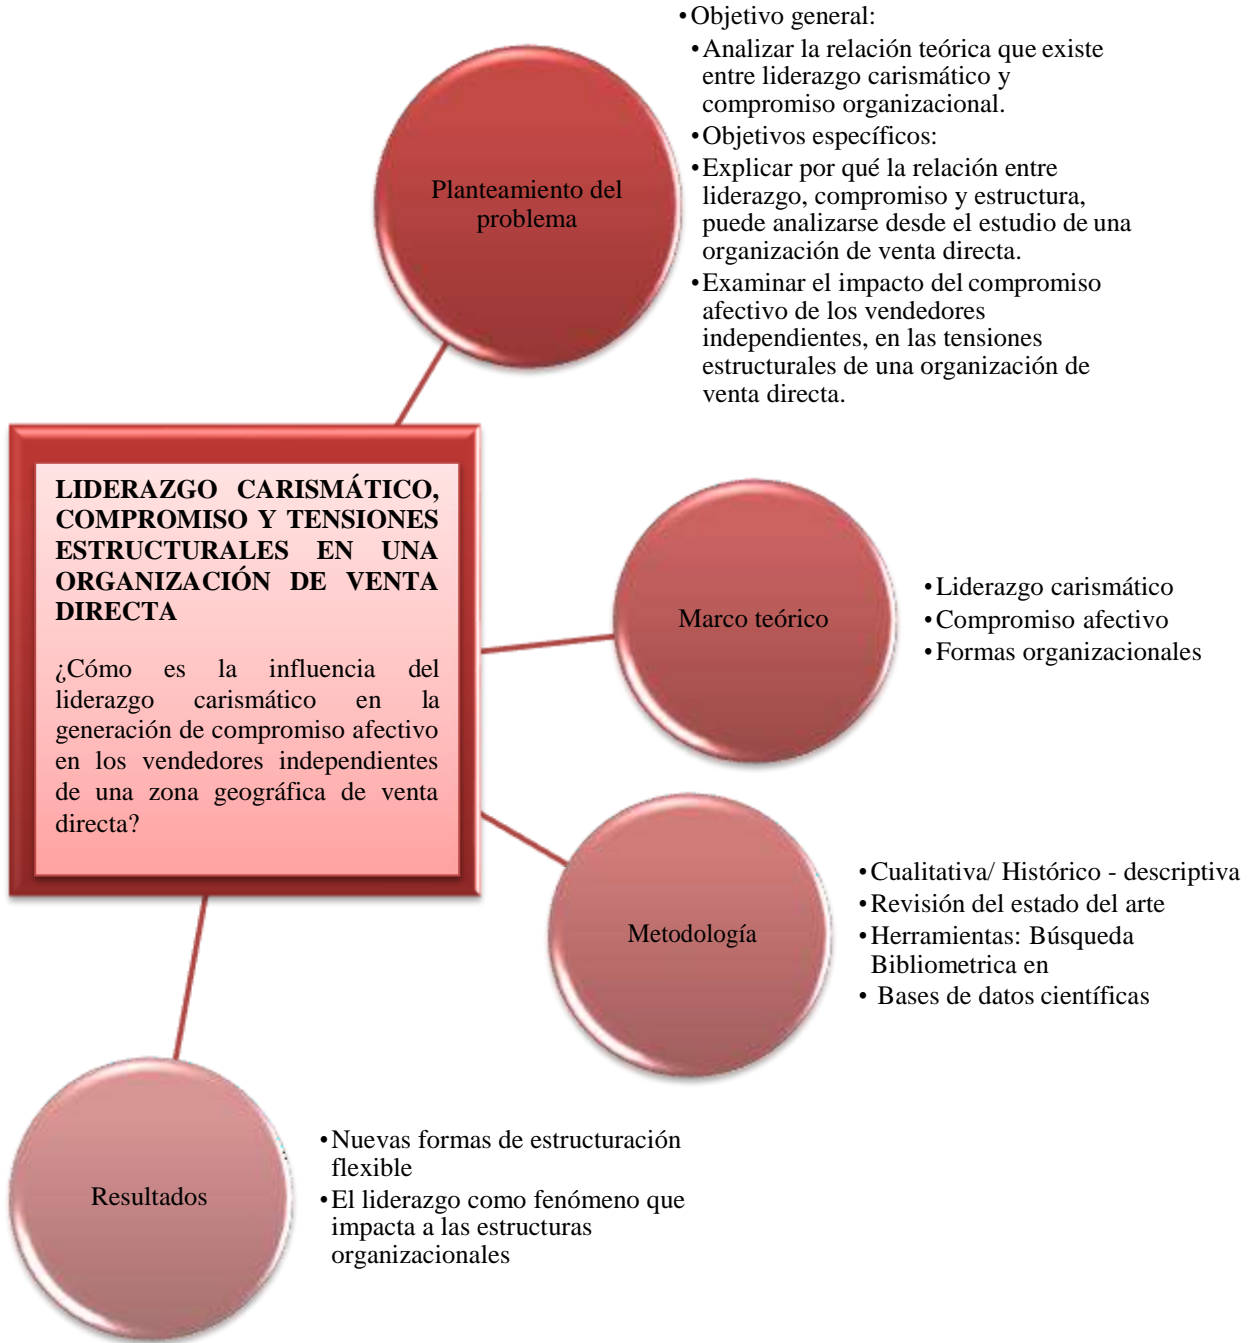 •Objetivo general:
•Analizar la relación teórica que existe
entre liderazgo carismático y
compromiso organizacional.
•Objetivos específicos:
•Explicar por qué la relación entre
liderazgo, compromiso y estructura,
puede analizarse desde el estudio de una
organización de venta directa.
•Examinar el impacto del compromiso
afectivo de los vendedores
independientes, en las tensiones
estructurales de una organización de
venta directa.
Planteamiento del
problema
LIDERAZGO CARISMÁTICO,
COMPROMISO Y TENSIONES
ESTRUCTURALES EN UNA
ORGANIZACIÓN DE VENTA
DIRECTA
¿Cómo es la influencia del
liderazgo carismático en la
generación de compromiso afectivo
en los vendedores independientes
de una zona geográfica de venta
directa?
Marco teórico
•Liderazgo carismático
•Compromiso afectivo
•Formas organizacionales
Metodología
•Cualitativa/ Histórico - descriptiva
•Revisión del estado del arte
•Herramientas: Búsqueda
Bibliometrica en
• Bases de datos científicas
Resultados
•Nuevas formas de estructuración
flexible
•El liderazgo como fenómeno que
impacta a las estructuras
organizacionales